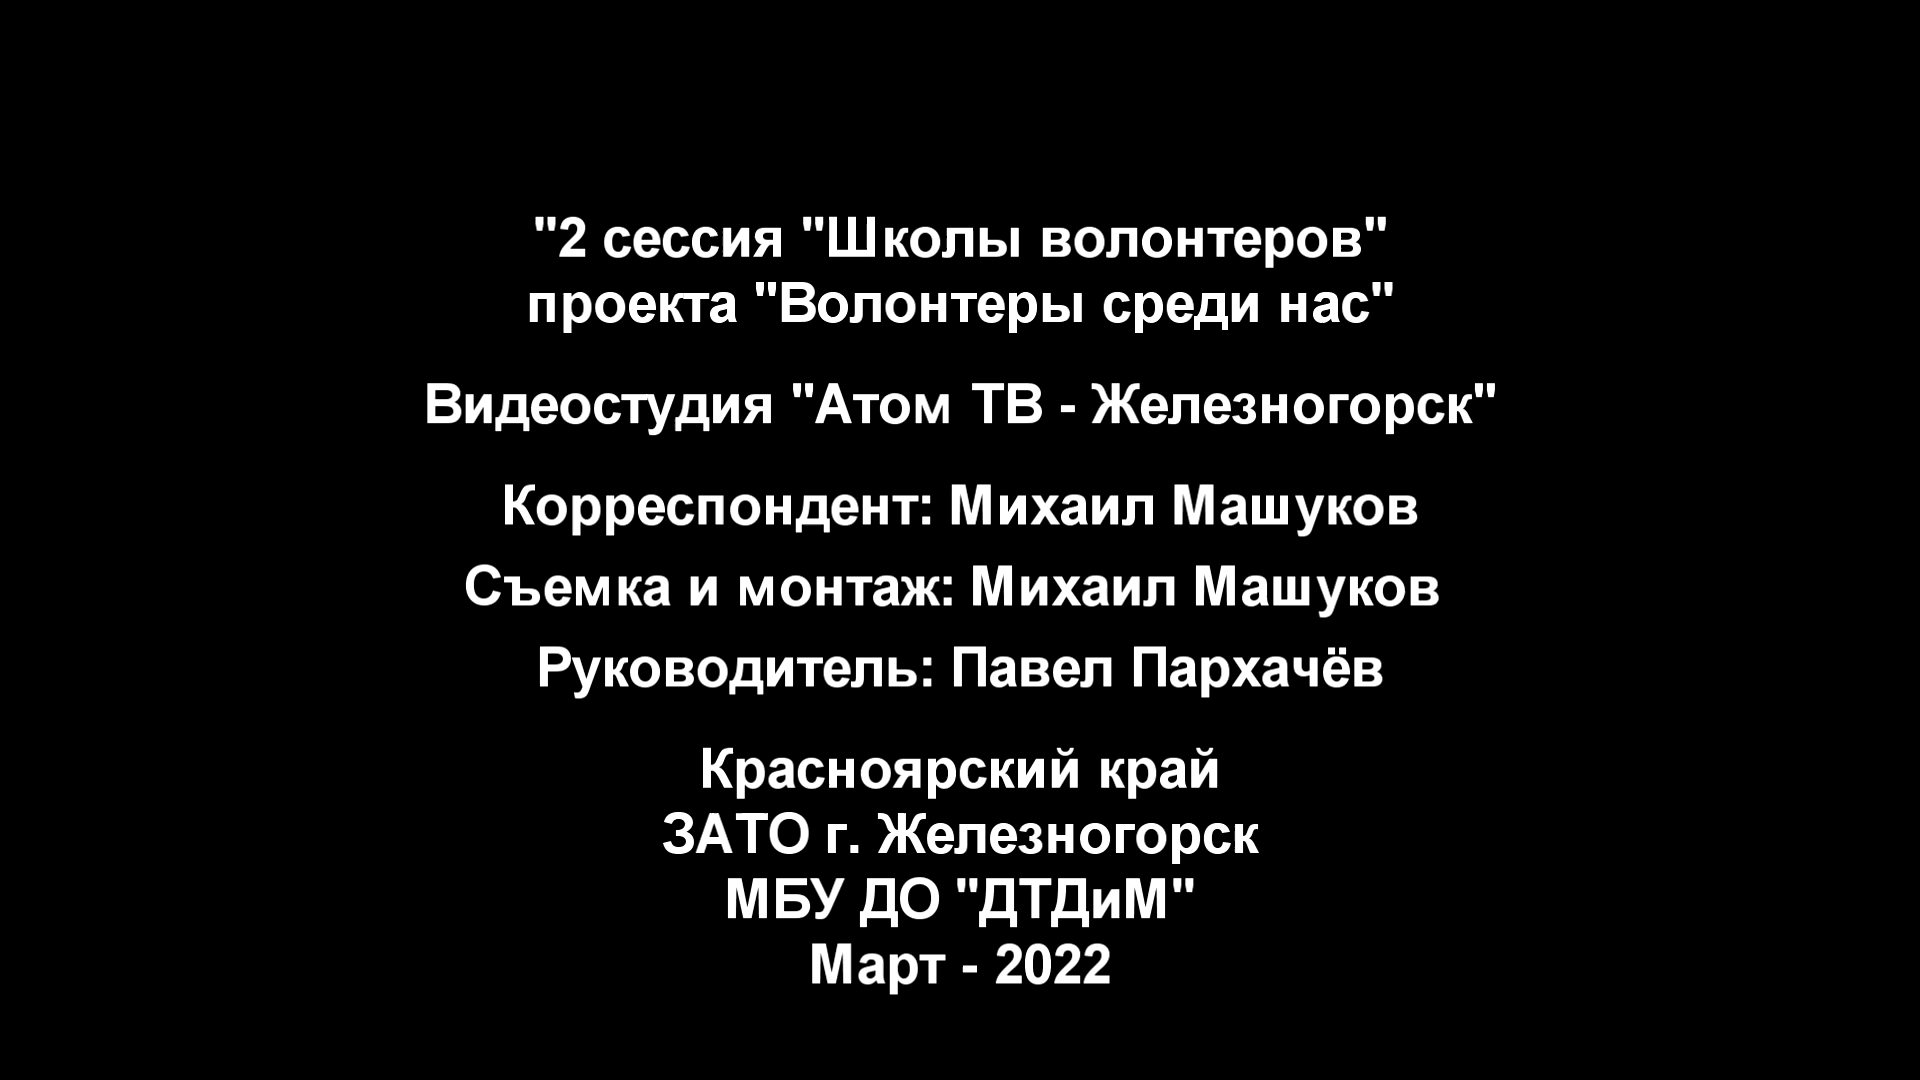 "2 сессия "Школы волонтеров"
проекта "Волонтеры среди нас"
Видеостудия "Атом ТВ - Железногорск"
Корреспондент: Михаил Машуков
Съемка и монтаж: Михаил Машуков
Руководитель: Павел Пархачёв
Красноярский край
ЗАТО г. Железногорск
МБУ ДО "ДТДиМ"
Март - 2022